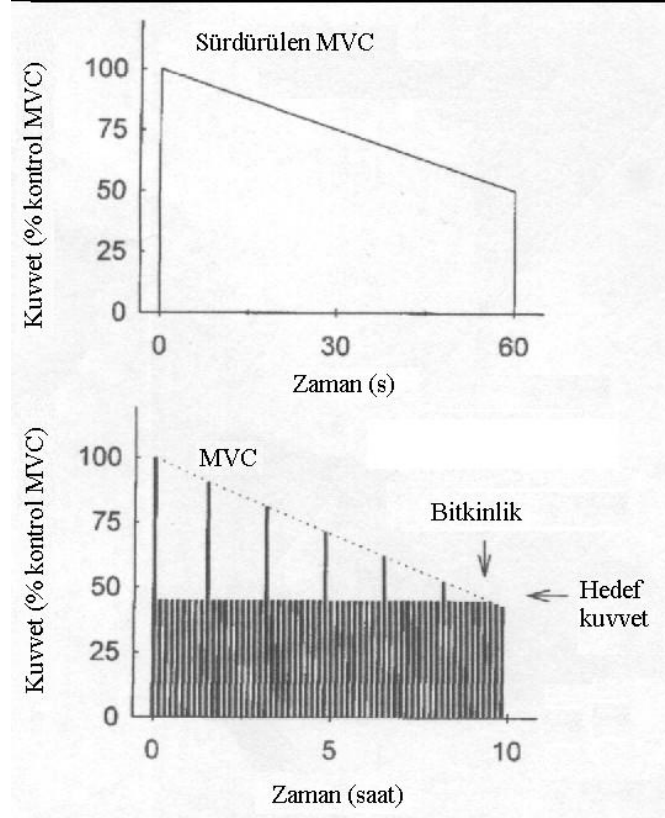 Sürdürülen MVC
Kuvvet (% kontrol MVC)
100
75
50
25
0
0 30 60
Zaman (s)
Kuvvet (% kontrol MVC)
100
75
50
25
0
MVC
Bitkinlik
Hedef
kuvvet
0 5 10
Zaman (saat)